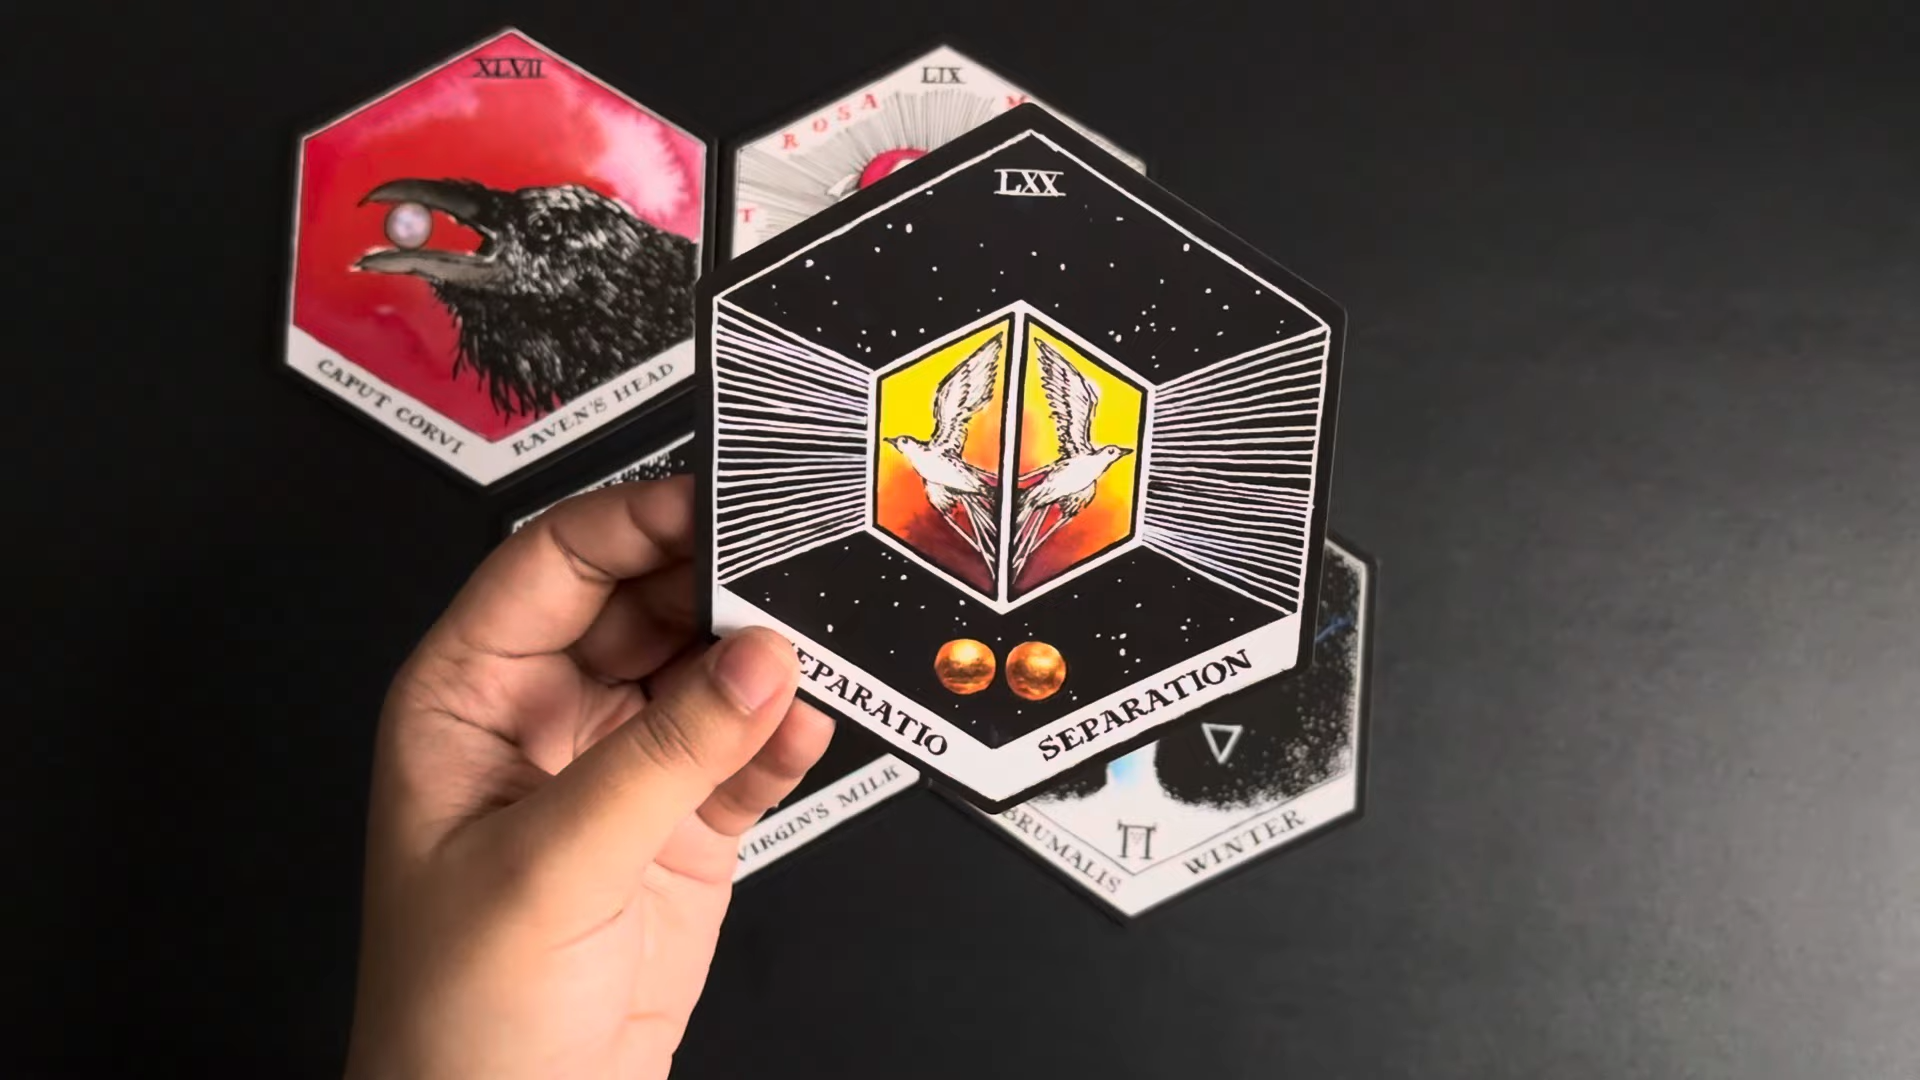 XLVII
CAPUT CORVI
RAVEN'S HEAD
LIX
ROSA
M
T
LXX
EPARATIO
SEPARATION
VIRGIN'S MILK
BRUMALIS
WINTER